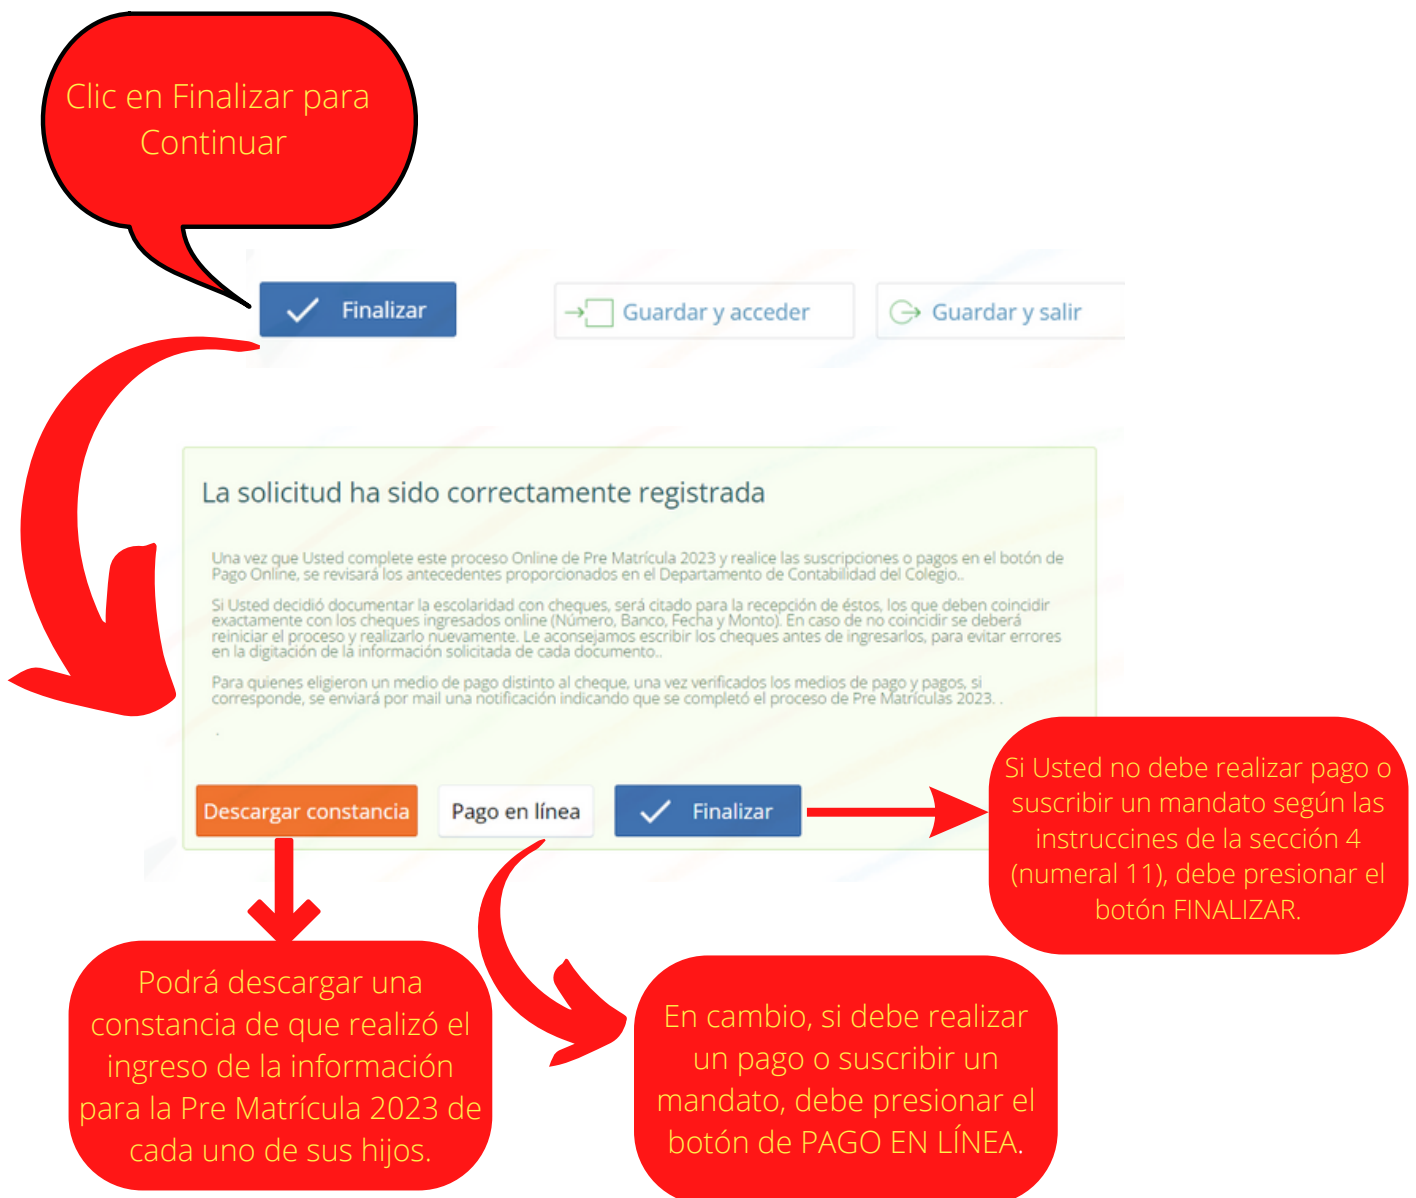 Clic en Finalizar para
Continuar
Finalizar
Guardar y acceder
Guardar y salir
La solicitud ha sido correctamente registrada
Una vez que Usted complete este proceso Online de Pre Matrícula 2023 y realice las suscripciones o pagos en el botón de
Pago Online, se revisará los antecedentes proporcionados en el Departamento de Contabilidad del Colegio..
Si Usted decidió documentar la escolaridad con cheques, será citado para la recepción de éstos, los que deben coincidir
exactamente con los cheques ingresados online (Número, Banco, Fecha y Monto). En caso de no coincidir se deberá
reiniciar el proceso y realizarlo nuevamente. Le aconsejamos escribir los cheques antes de ingresarlos, para evitar errores
en la digitación de la información solicitada de cada documento..
Para quienes eligieron un medio de pago distinto al cheque, una vez verificados los medios de pago y pagos, si
corresponde, se enviará por mail una notificación indicando que se completó el proceso de Pre Matrículas 2023. .
.
Descargar constancia
Pago en línea
Finalizar
Si Usted no debe realizar pago o
suscribir un mandato según las
instruccines de la sección 4
(numeral 11), debe presionar el
botón FINALIZAR.
Podrá descargar una
constancia de que realizó el
ingreso de la información
para la Pre Matrícula 2023 de
cada uno de sus hijos.
En cambio, si debe realizar
un pago o suscribir un
mandato, debe presionar el
botón de PAGO EN LÍNEA.